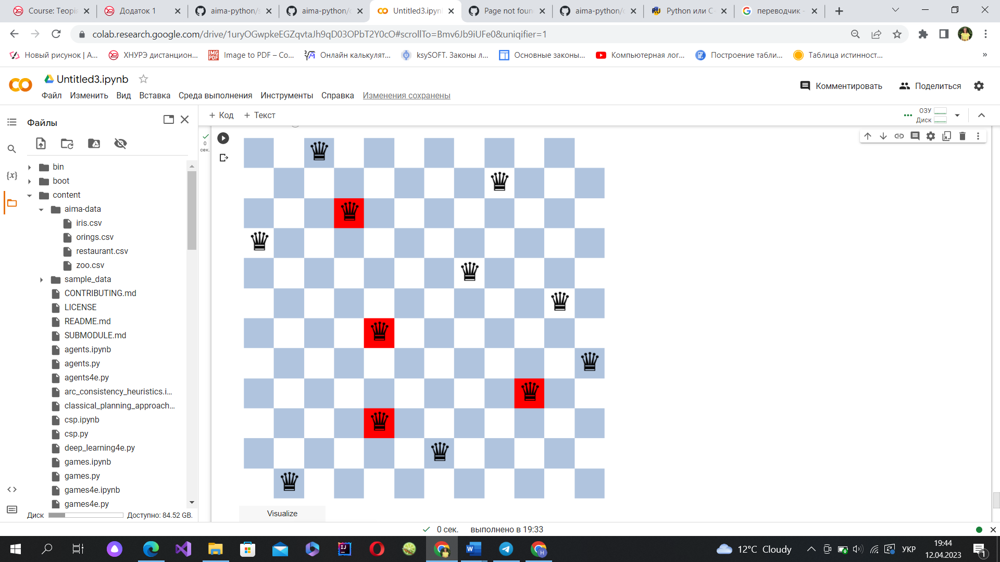 Course: Teopis
Додаток 1
aima-python/s
aima-python/c
Untitled3.ipynb
Page not foun
aima-python/c
Python или C
переводчик -
colab.research.google.com/drive/1uryOGwpkeEGZqvtaJh9qD03OPbT2Y0cO#scrollTo=Bmv6Jb9iUFe0&uniqifier=1
Новый рисунок | A...
ХНУРЭ дистанцион...
Image to PDF – Co...
Онлайн калькулят...
ksySOFT. Законы л...
Основные законы...
Компьютерная лог...
Построение табли...
Таблица истинност...
»
Untitled3.ipynb
Файл Изменить Вид Вставка Среда выполнения Инструменты Справка Изменения сохранены
Комментировать
Поделиться
+ Код + Текст
ОЗУ
Диск
Файлы
0
сек.
{x}
bin
boot
content
aima-data
iris.csv
orings.csv
restaurant.csv
zoo.csv
sample_data
CONTRIBUTING.md
LICENSE
README.md
SUBMODULE.md
agents.ipynb
agents.py
agents4e.py
arc_consistency_heuristics.i...
classical_planning_approach...
csp.ipynb
csp.py
deep_learning4e.py
games.ipynb
games.py
games4e.ipynb
games4e.py
Диск
Доступно: 84.52 GB.
Visualize
0 сек. выполнено в 19:33
12°C Cloudy
УКР
19:44
12.04.2023
1